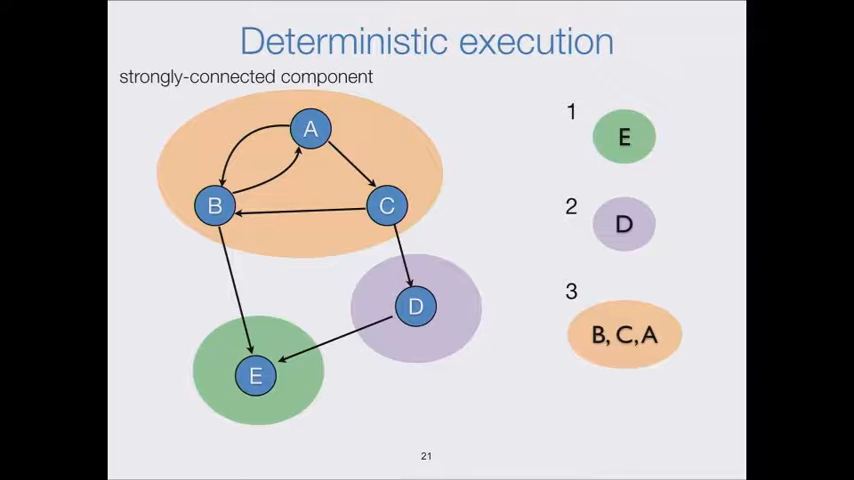 Deterministic execution
strongly-connected component
A
B
C
D
E
1
E
2
D
3
B, C, A
21